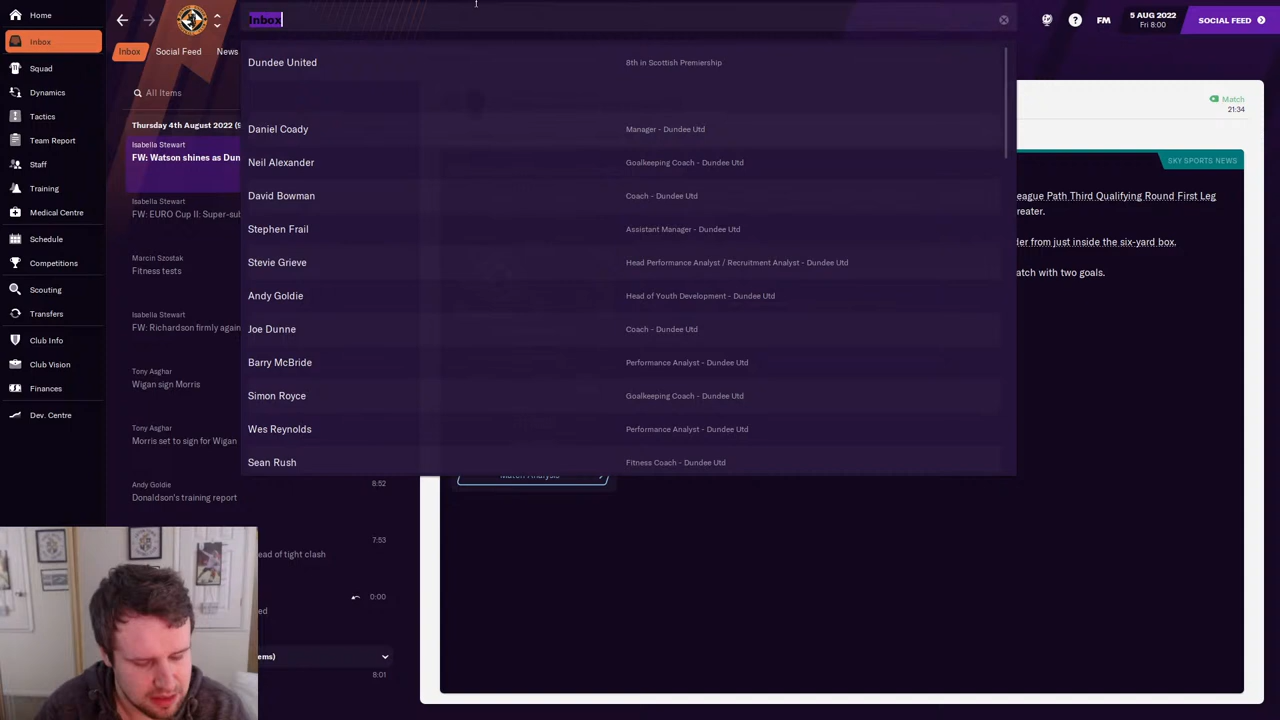 Home
Inbox
5 AUG 2022
Fri 8:00
FM
SOCIAL FEED
Inbox
Inbox
Social Feed
News
Squad
Dynamics
Tactics
Team Report
Staff
Training
Medical Centre
Schedule
Competitions
Scouting
Transfers
Club Info
Club Vision
Finances
Dev. Centre
All Items
Thursday 4th August 2022 (9
Isabella Stewart
FW: Watson shines as Dun
Isabella Stewart
FW: EURO Cup II: Super-sub
Marcin Szostak
Fitness tests
Isabella Stewart
FW: Richardson firmly again
Tony Asghar
Wigan sign Morris
Tony Asghar
Morris set to sign for Wigan
Andy Goldie
8:52
Donaldson's training report
7:53
ead of tight clash
0:00
ed
ems)
8:01
Dundee United
8th in Scottish Premiership
Daniel Coady
Manager - Dundee Utd
Neil Alexander
Goalkeeping Coach - Dundee Utd
David Bowman
Coach - Dundee Utd
Stephen Frail
Assistant Manager - Dundee Utd
Stevie Grieve
Head Performance Analyst / Recruitment Analyst - Dundee Utd
Andy Goldie
Head of Youth Development - Dundee Utd
Joe Dunne
Coach - Dundee Utd
Barry McBride
Performance Analyst - Dundee Utd
Simon Royce
Goalkeeping Coach - Dundee Utd
Wes Reynolds
Performance Analyst - Dundee Utd
Sean Rush
Fitness Coach - Dundee Utd
Match Analysis
Match
21:34
SKY SPORTS NEWS
eague Path Third Qualifying Round First Leg
reater.
der from just inside the six-yard box.
atch with two goals.